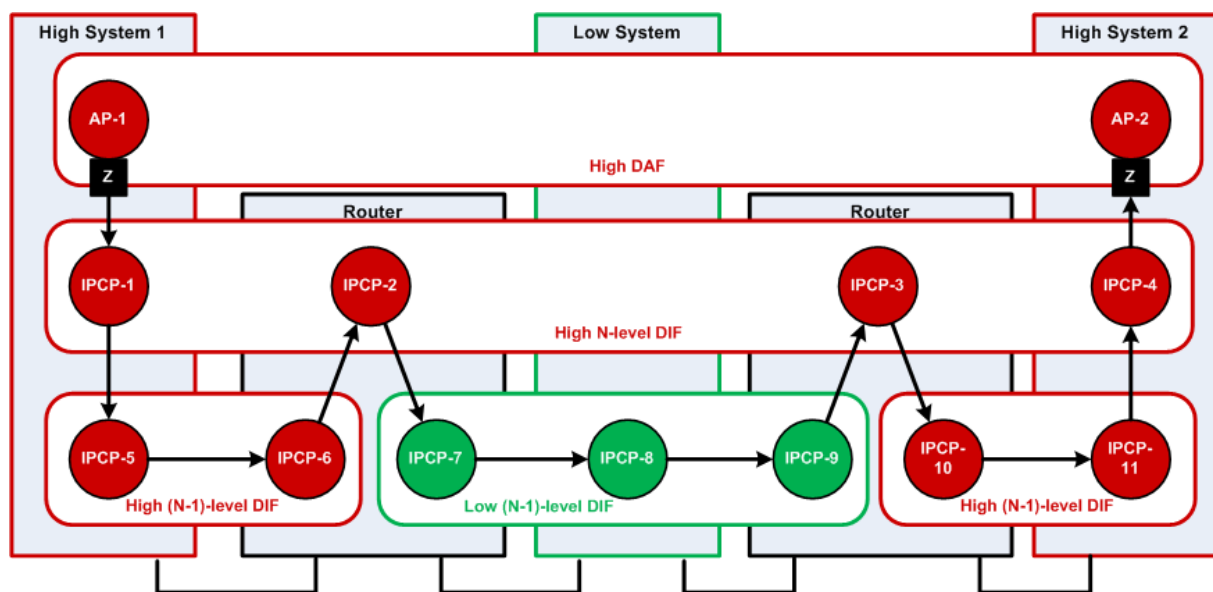 High System 1
Low System
High System 2
AP-1
AP-2
Z
Z
High DAF
Router
Router
IPCP-1
IPCP-2
IPCP-3
IPCP-4
High N-level DIF
IPCP-5
IPCP-6
IPCP-7
IPCP-8
IPCP-9
IPCP-
10
IPCP-
11
High (N-1)-level DIF
Low (N-1)-level DIF
High (N-1)-level DIF